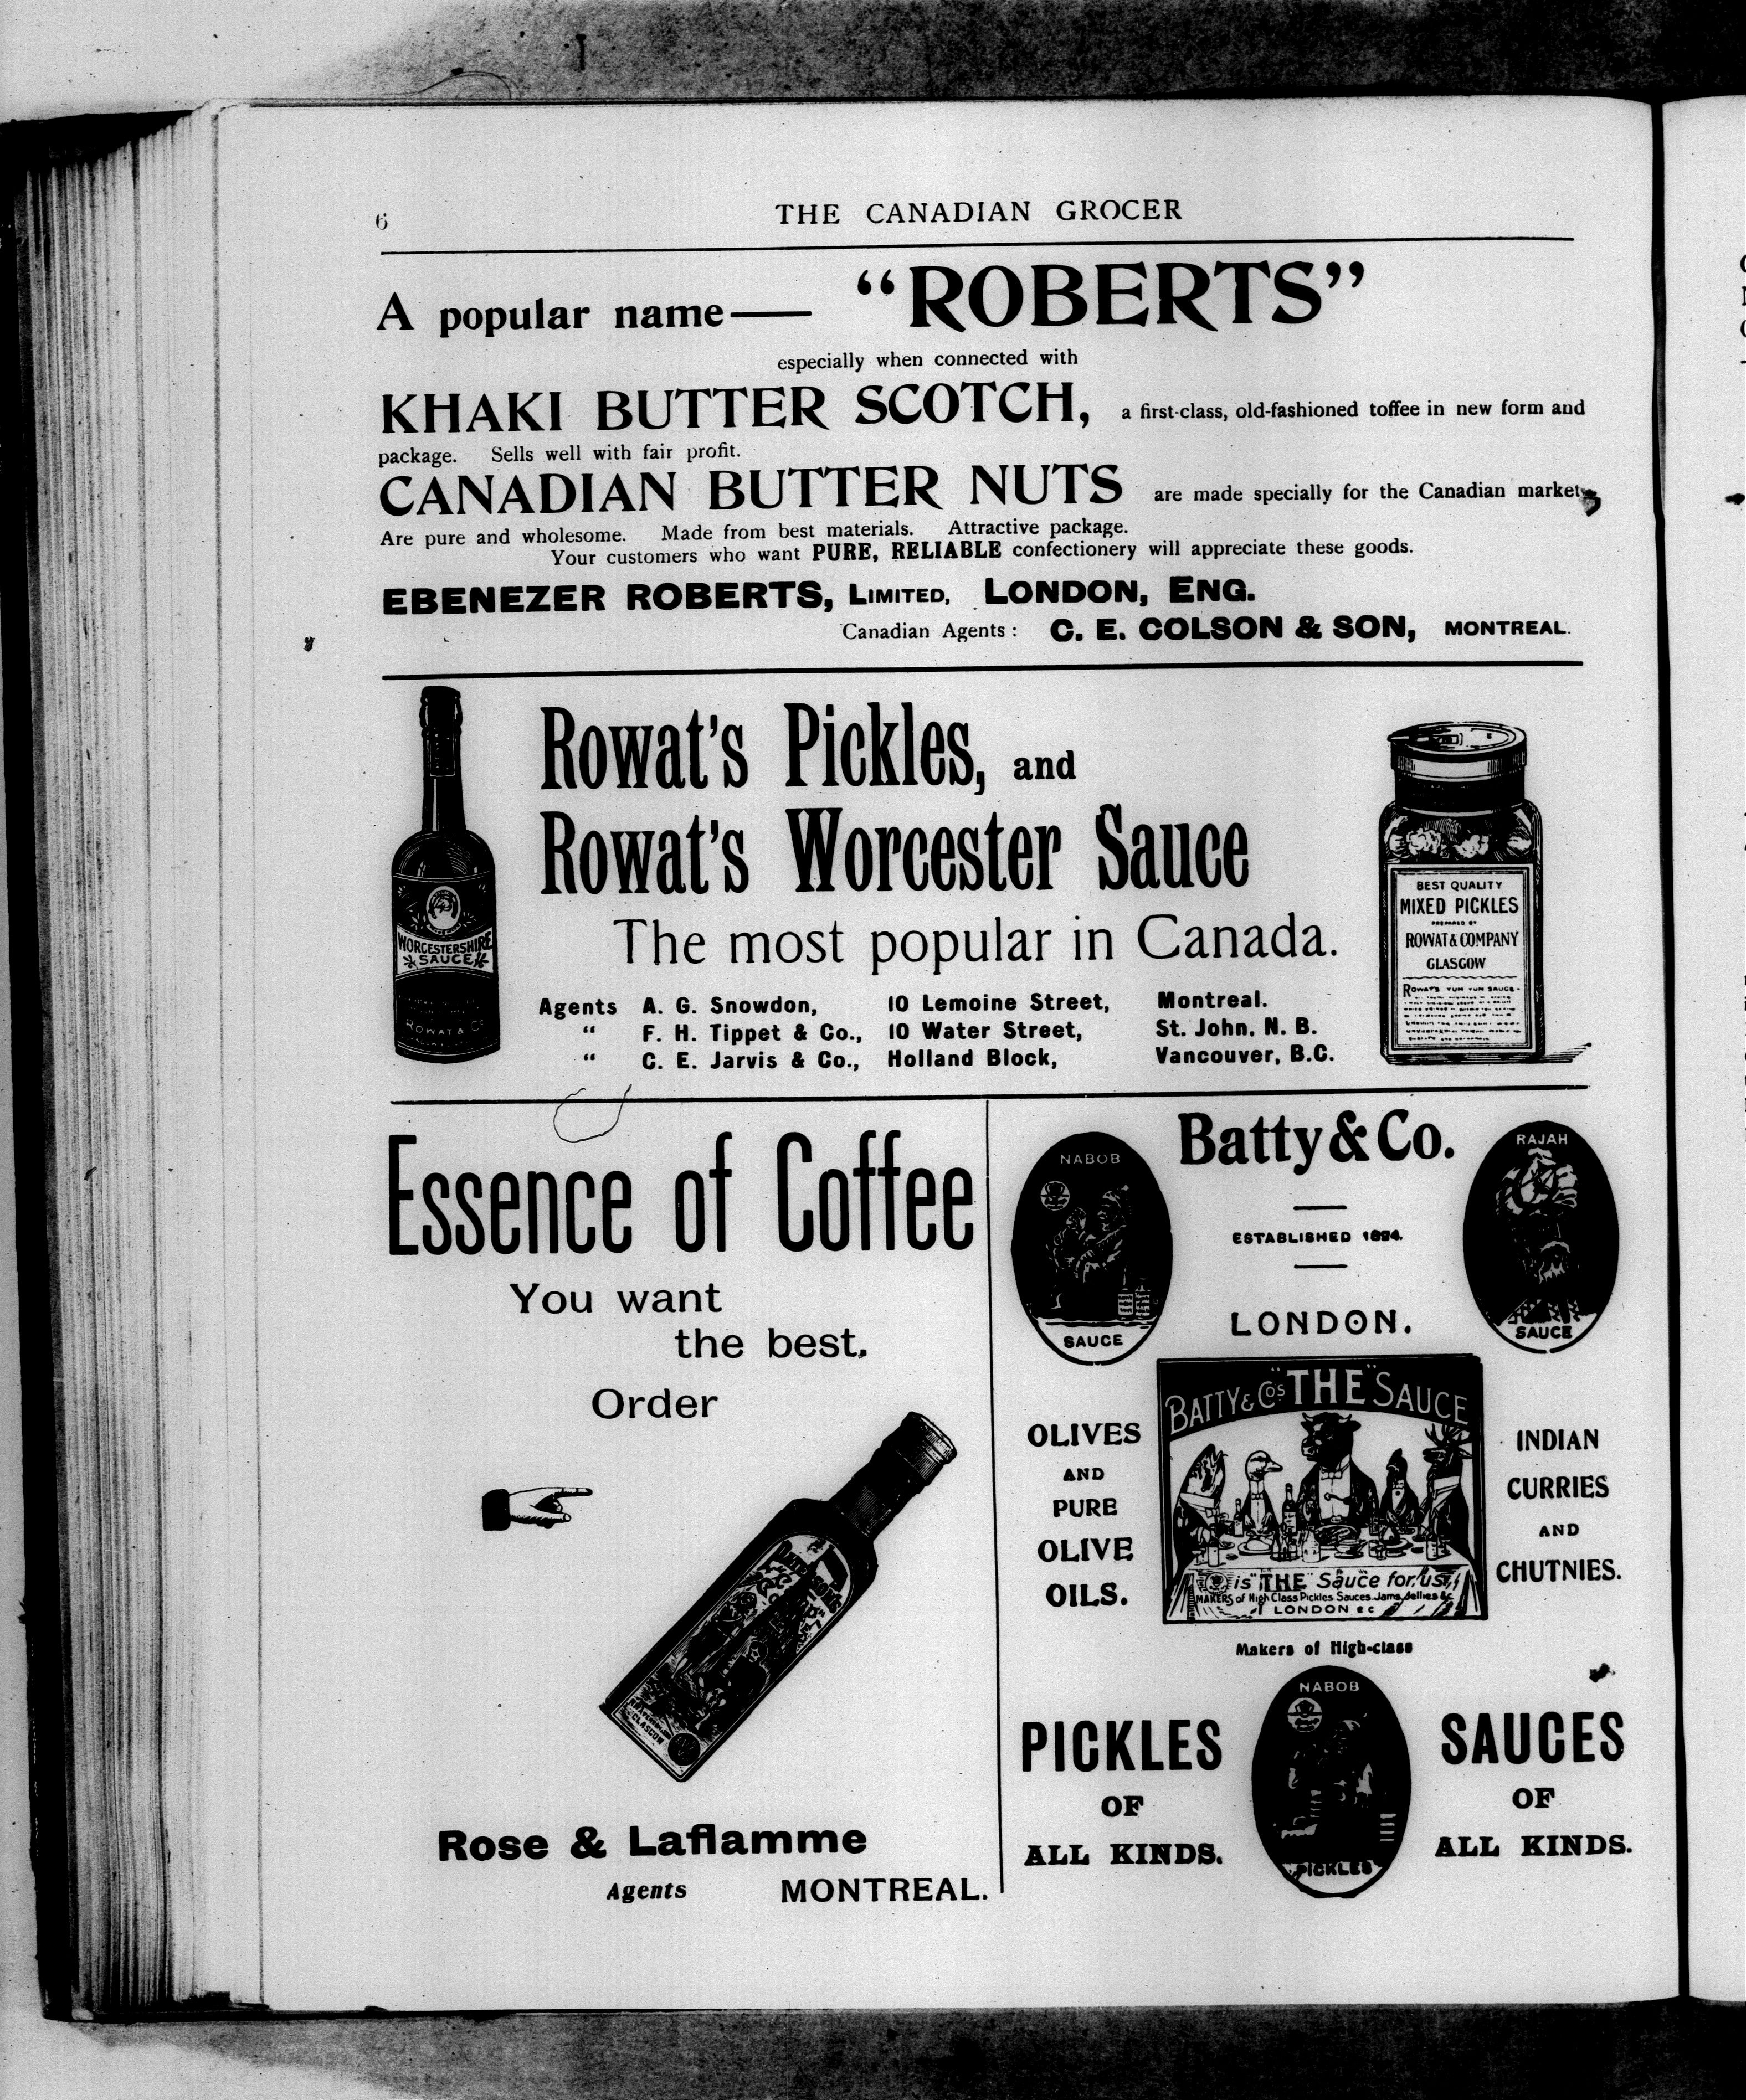 6
THE CANADIAN GROCER
A popular name— “ROBERTS”
especially when connected with
KHAKI BUTTER SCOTCH, a first-class, old-fashioned toffee in new form and
package. Sells well with fair profit.
CANADIAN BUTTER NUTS are made specially for the Canadian market
Are pure and wholesome. Made from best materials. Attractive package.
Your customers who want PURE, RELIABLE confectionery will appreciate these goods.
EBENEZER ROBERTS, LIMITED, LONDON, ENG.
Canadian Agents: C. E. COLSON & SON, MONTREAL.
Rowat's Pickles, and
Rowat's Worcester Sauce
The most popular in Canada.
Agents A. G. Snowdon, 10 Lemoine Street, Montreal.
“ F. H. Tippet & Co., 10 Water Street, St. John, N. B.
“ C. E. Jarvis & Co., Holland Block, Vancouver, B.C.
WORCESTERSHIRE
SAUCE
ROWAT & Co
BEST QUALITY
MIXED PICKLES
PREPARED BY
ROWAT & COMPANY
GLASGOW
ROWAT'S YUM YUM SAUCE
Essence of Coffee
You want
the best,
Order
GLASGOW
Rose & Laflamme
Agents MONTREAL.
Batty & Co.
ESTABLISHED 1824.
LONDON.
NABOB
SAUCE
RAJAH
SAUCE
OLIVES
AND
PURE
OLIVE
OILS.
BATTY & Co's "THE" SAUCE
is "THE" Sauce for us,
MAKERS of High Class Pickles Sauces Jams Jellies &c
LONDON EC
INDIAN
CURRIES
AND
CHUTNIES.
Makers of High-class
PICKLES
OF
ALL KINDS.
NABOB
PICKLES
SAUCES
OF
ALL KINDS.